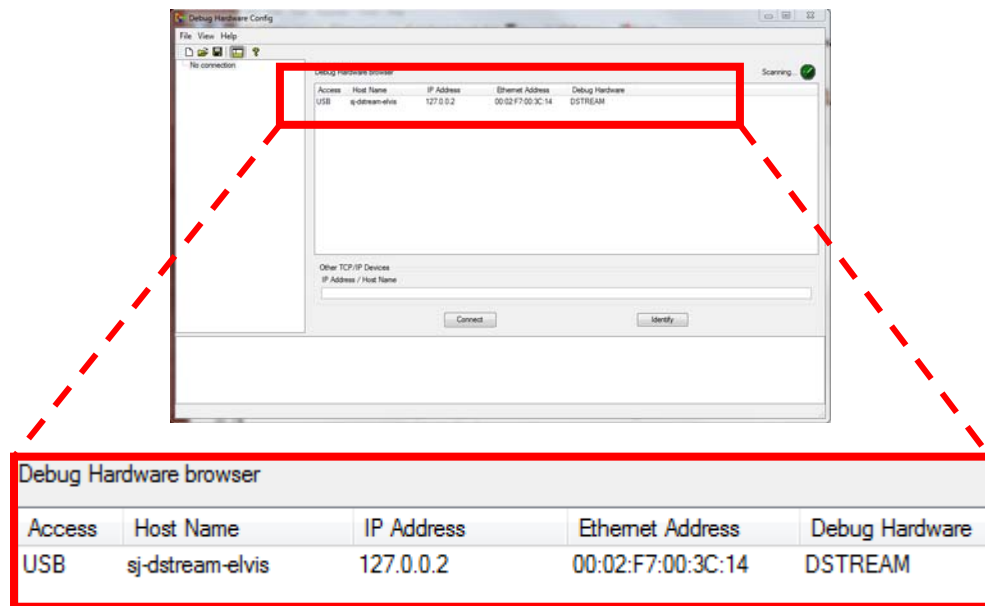 Debug Hardware Config
File View Help
No connection
Debug Hardware browser
Scanning...
Access Host Name IP Address Ethernet Address Debug Hardware
USB sj-dstream-elvis 127.0.0.2 00:02:F7:00:3C:14 DSTREAM
Other TCP/IP Devices
IP Address / Host Name
Connect Identify
Debug Hardware browser
Access Host Name IP Address Ethernet Address Debug Hardware
USB sj-dstream-elvis 127.0.0.2 00:02:F7:00:3C:14 DSTREAM